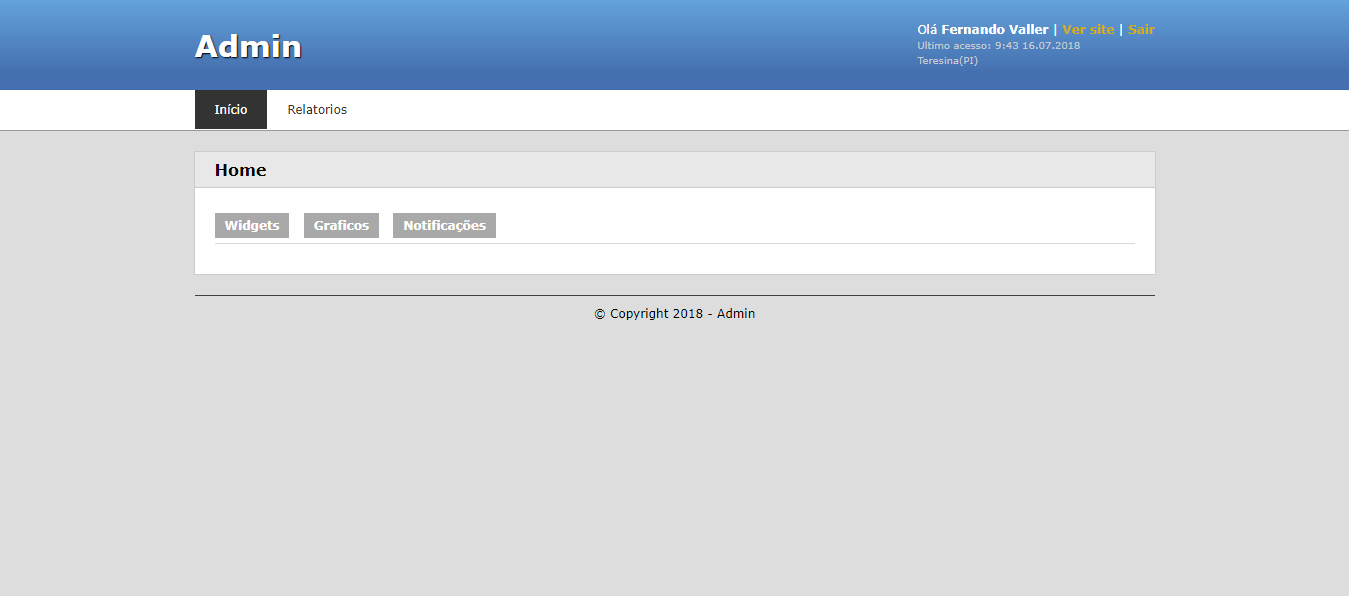 Admin
Olá Fernando Valler | Ver site | Sair
Ultimo acesso: 9:43 16.07.2018
Teresina(PI)
Início Relatorios
Home
Widgets Graficos Notificações
© Copyright 2018 - Admin